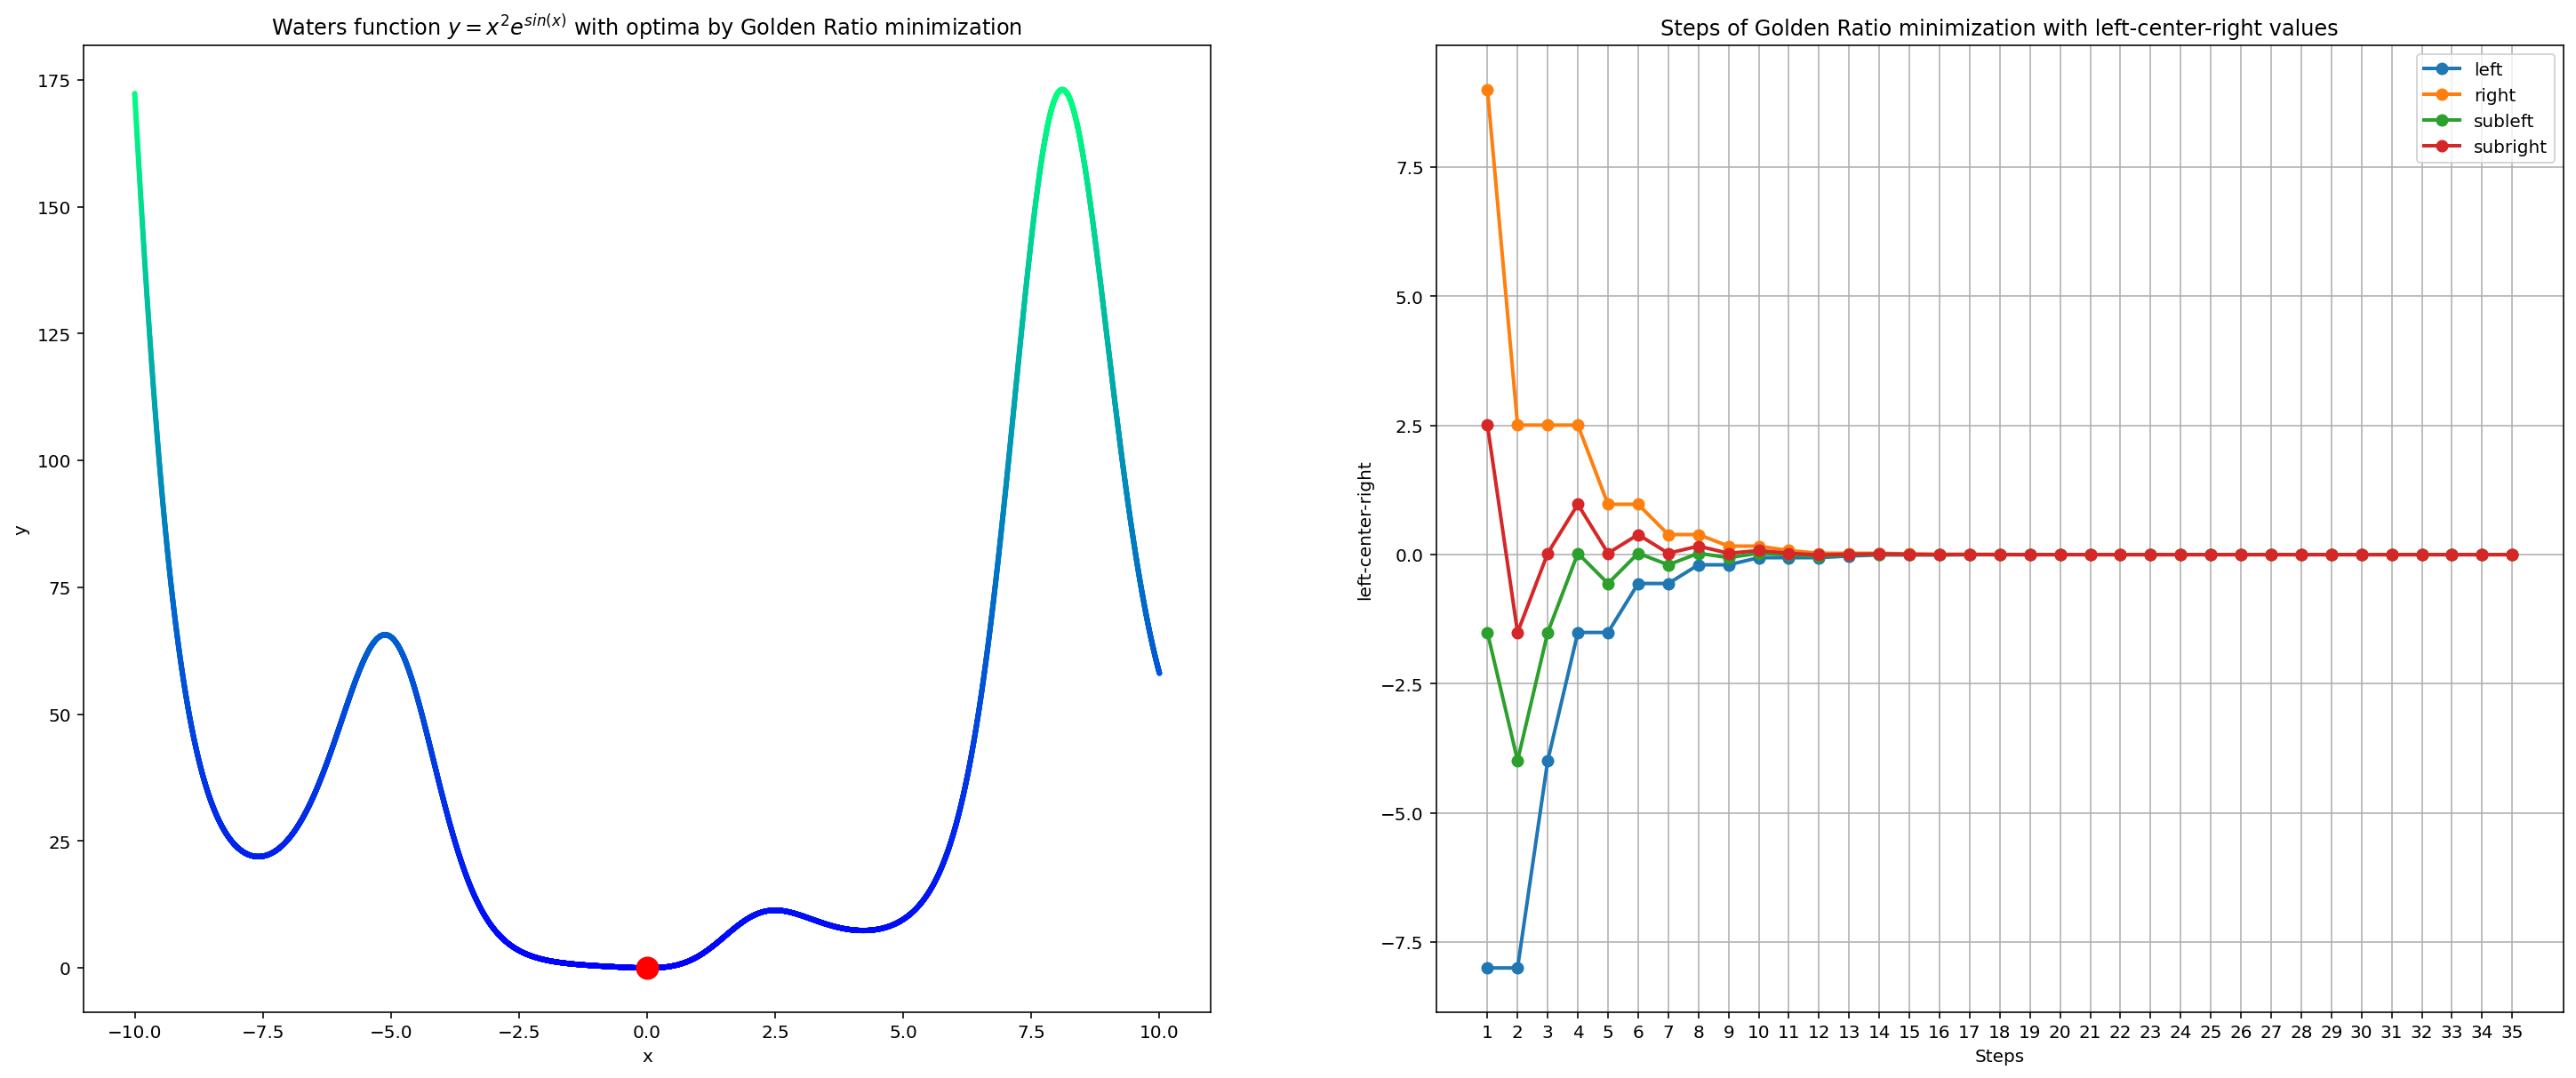 Waters function $y = x^2e^{sin(x)}$ with optima by Golden Ratio minimization
175
150
125
100
75
50
25
0
y
−10.0 −7.5 −5.0 −2.5 0.0 2.5 5.0 7.5 10.0
x
Steps of Golden Ratio minimization with left-center-right values
left
right
subleft
subright
7.5
5.0
2.5
0.0
−2.5
−5.0
−7.5
left-center-right
1 2 3 4 5 6 7 8 9 10 11 12 13 14 15 16 17 18 19 20 21 22 23 24 25 26 27 28 29 30 31 32 33 34 35
Steps